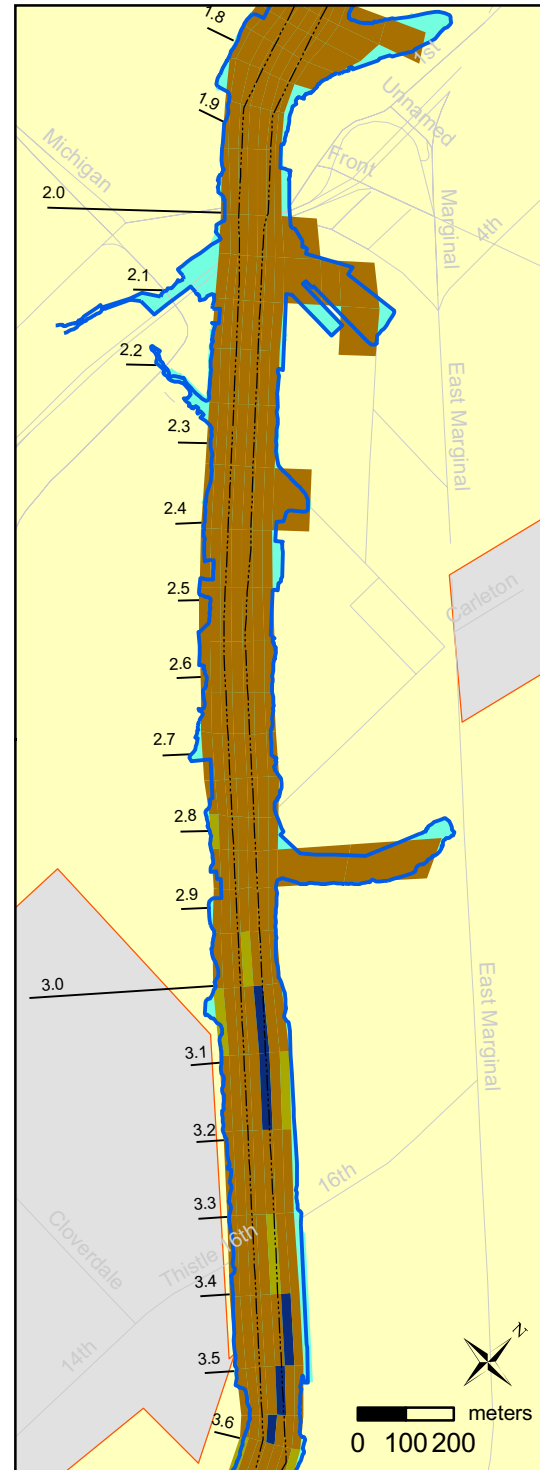 1.8
1st
Unnamed
1.9
Front
Michigan
Marginal
2.0
4th
2.1
2.2
East Marginal
2.3
2.4
2.5
Carleton
2.6
2.7
2.8
2.9
3.0
East Marginal
3.1
3.2
16th
3.3
Cloverdale
Thistle
16th
3.4
14th
3.5
N
3.6
meters
0 100 200